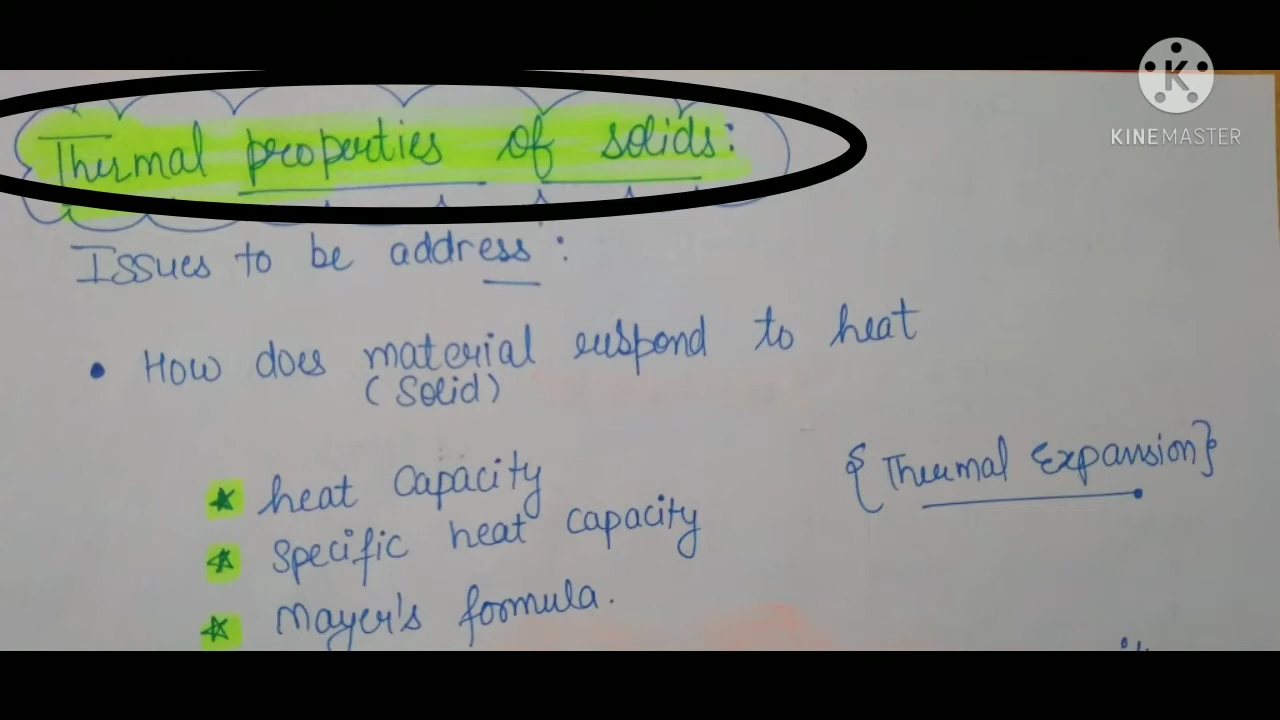 KINEMASTER
Thermal properties of solids:
Issues to be address:
• How does material respond to heat
(Solid)
{Thermal Expansion}
★ heat capacity
★ Specific heat capacity
★ Mayer's formula.